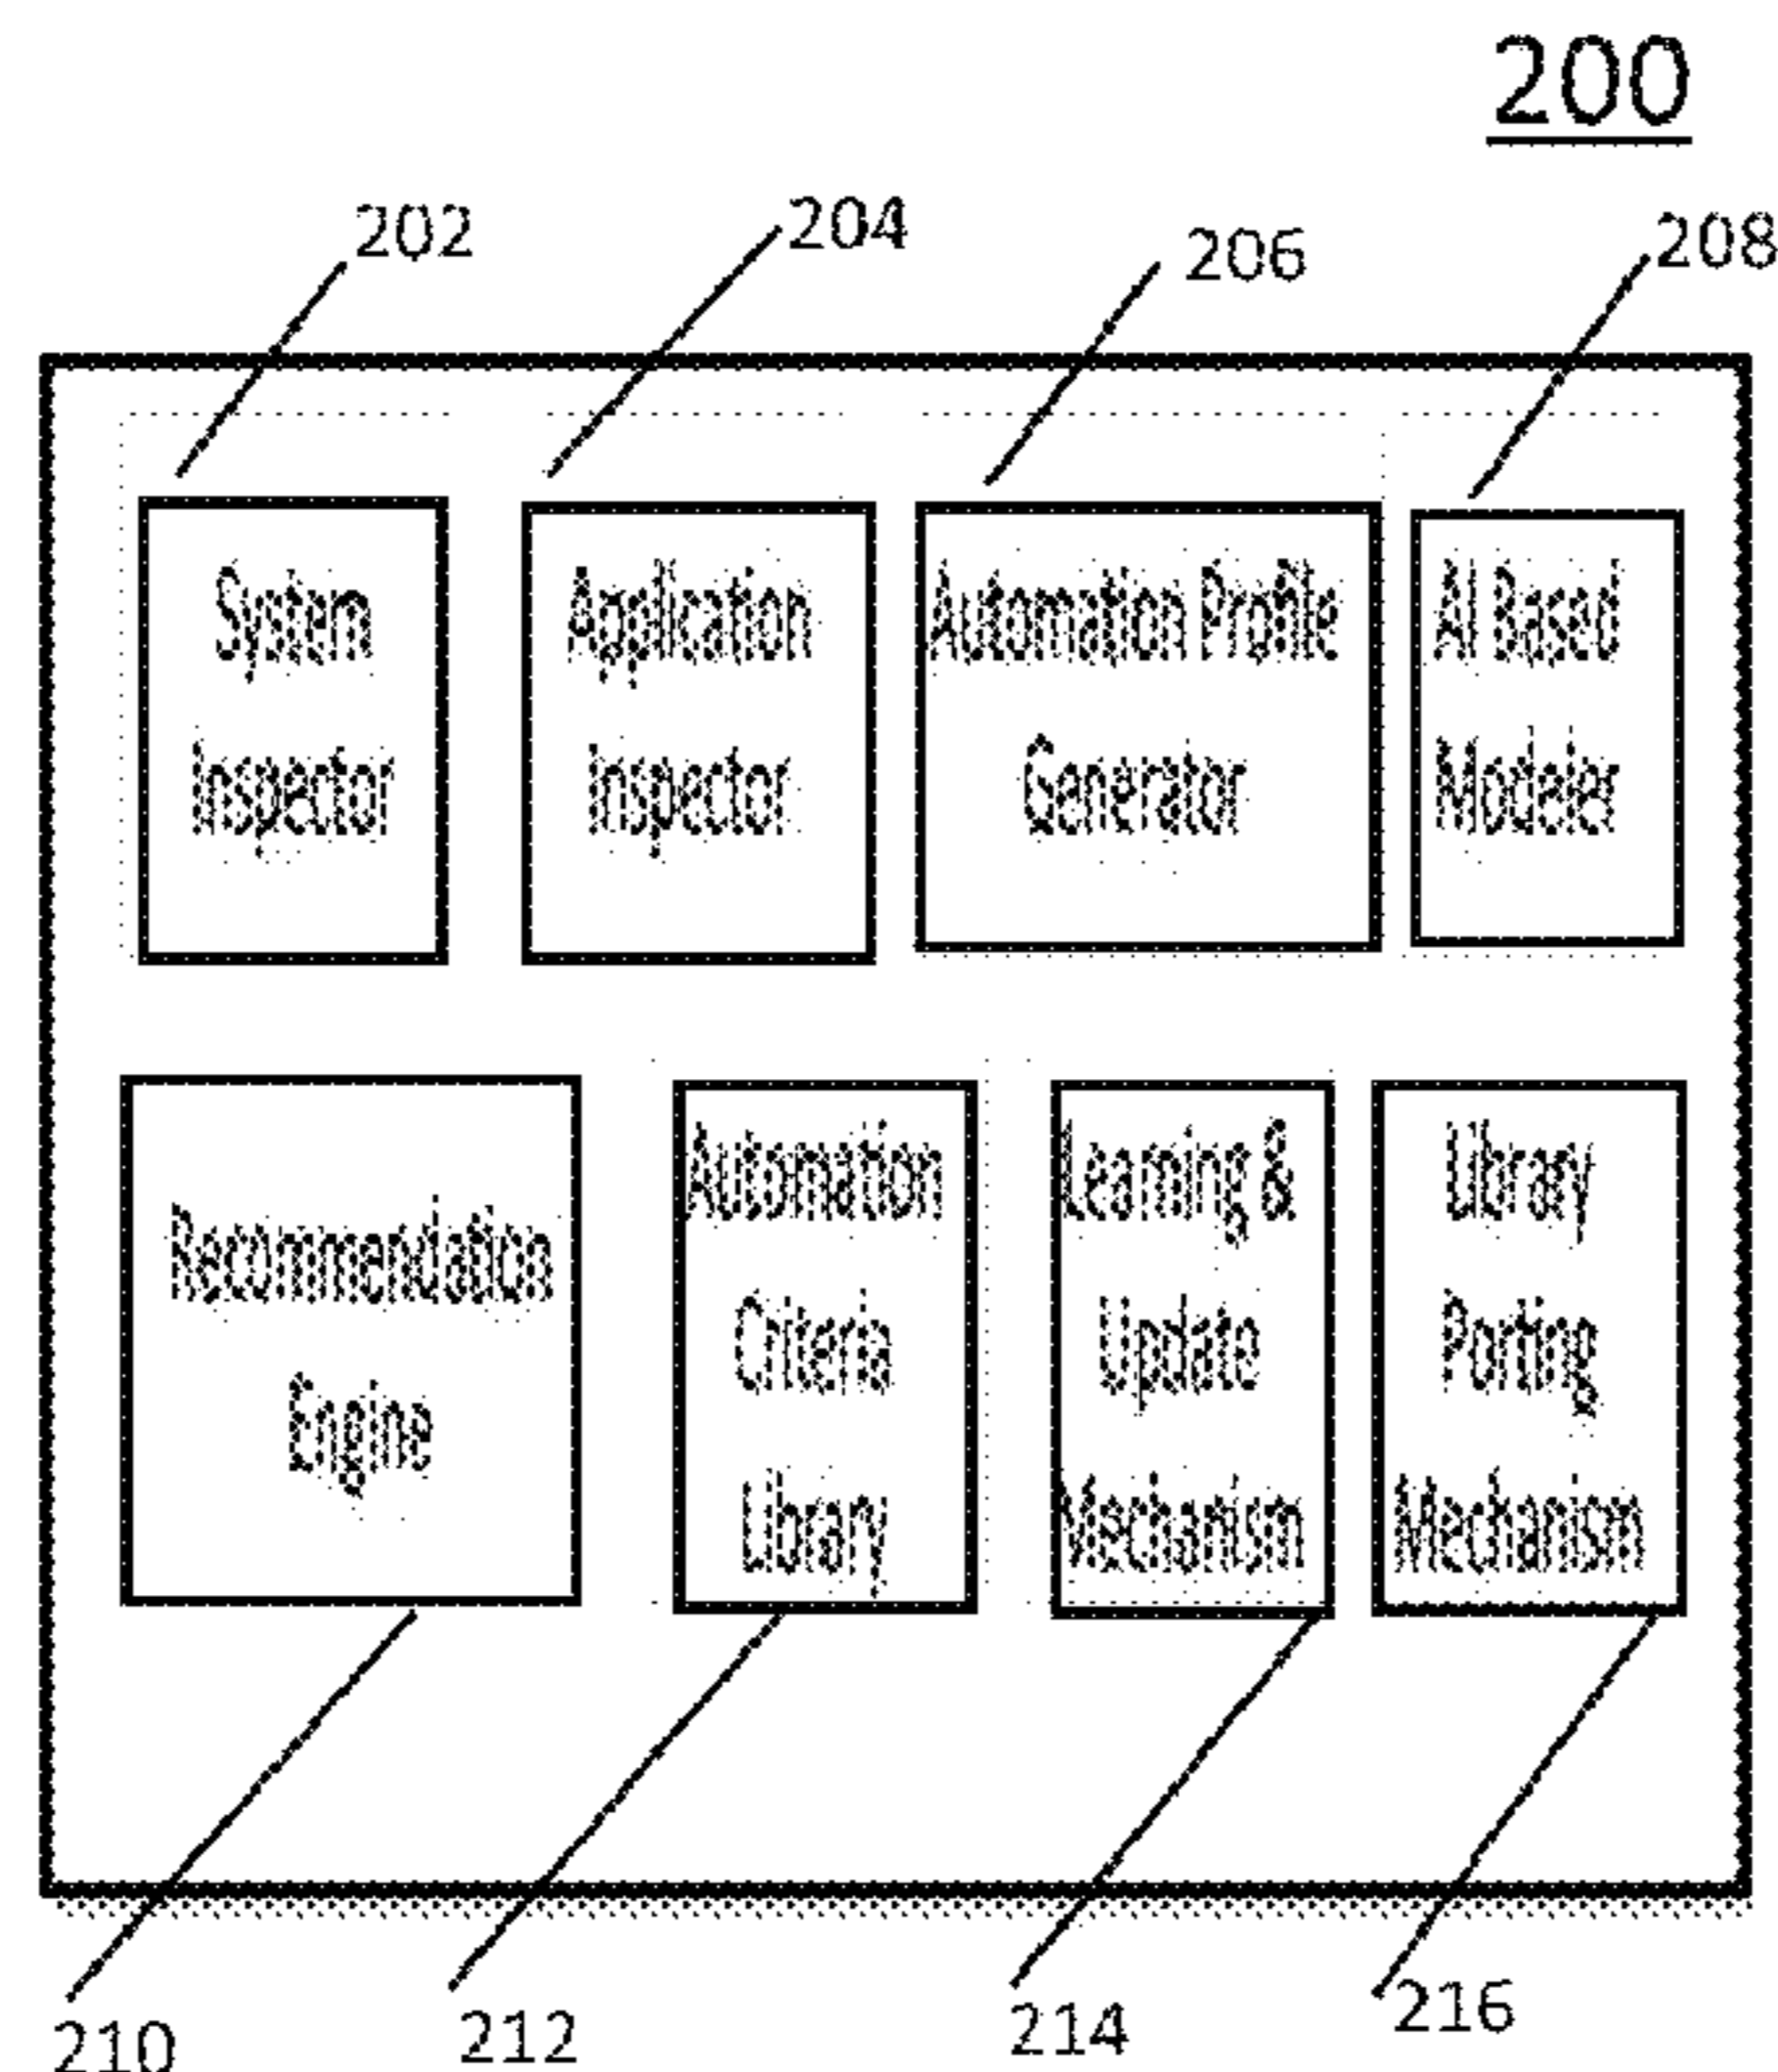 200
202
204
206
208
System
Inspector
Application
Inspector
Automation Profile
Generator
AI Based
Modeler
Recommendation
Engine
Automation
Criteria
Library
Learning &
Update
Mechanism
Library
Porting
Mechanism
210
212
214
216